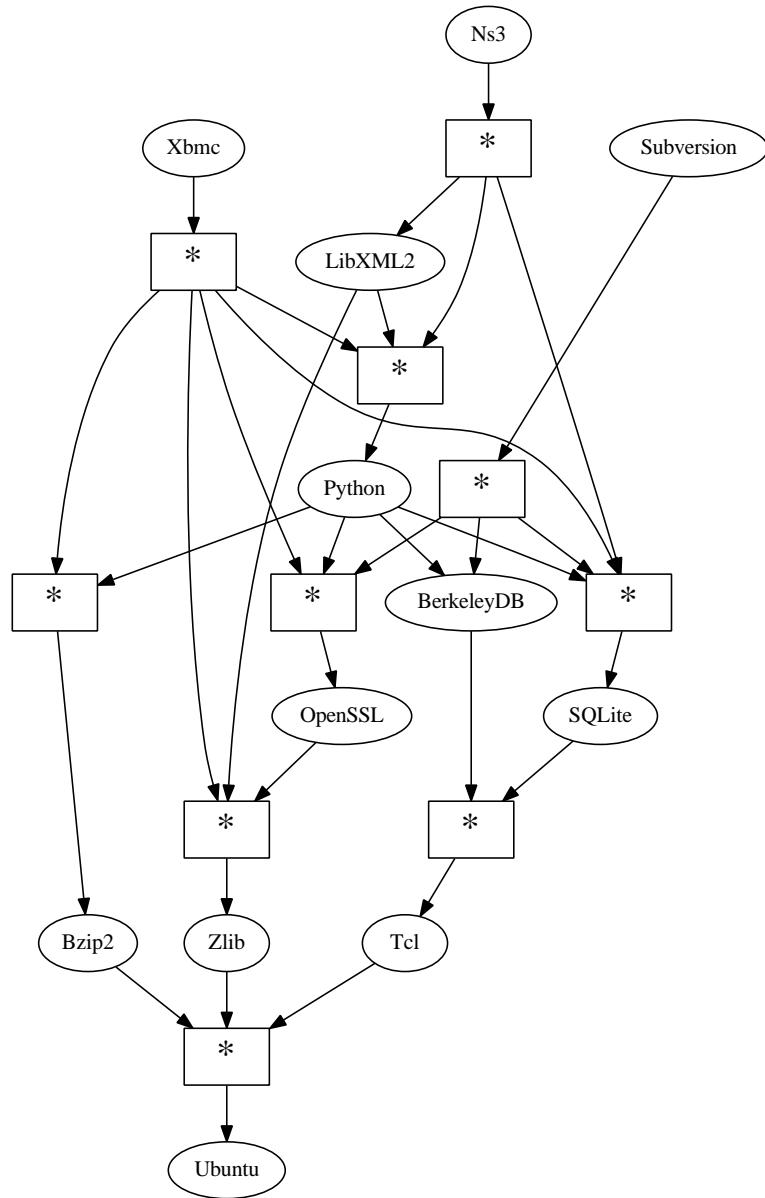 Ns3
*
Xbmc
Subversion
*
LibXML2
*
Python
*
*
*
BerkeleyDB
*
OpenSSL
SQLite
*
*
Bzip2
Zlib
Tcl
*
Ubuntu